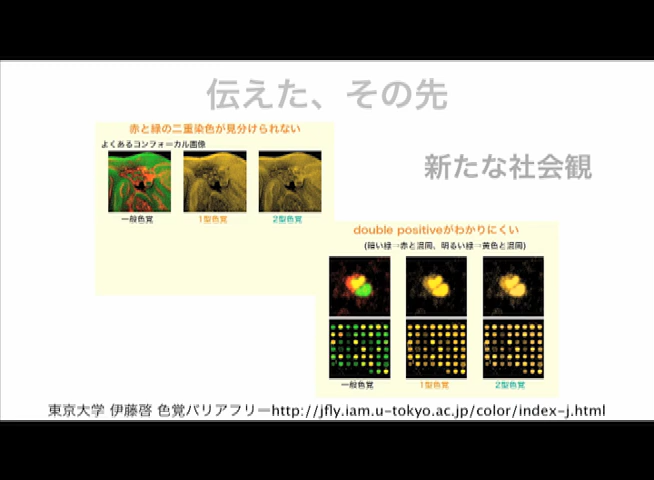 伝えた、その先
赤と緑の二重染色が見分けられない
よくあるコンフォーカル画像
一般色覚 1型色覚 2型色覚
新たな社会観
double positiveがわかりにくい
(暗い緑→赤と混同、明るい緑→黄色と混同)
一般色覚 1型色覚 2型色覚
東京大学 伊藤啓 色覚バリアフリーhttp://jfly.iam.u-tokyo.ac.jp/color/index-j.html